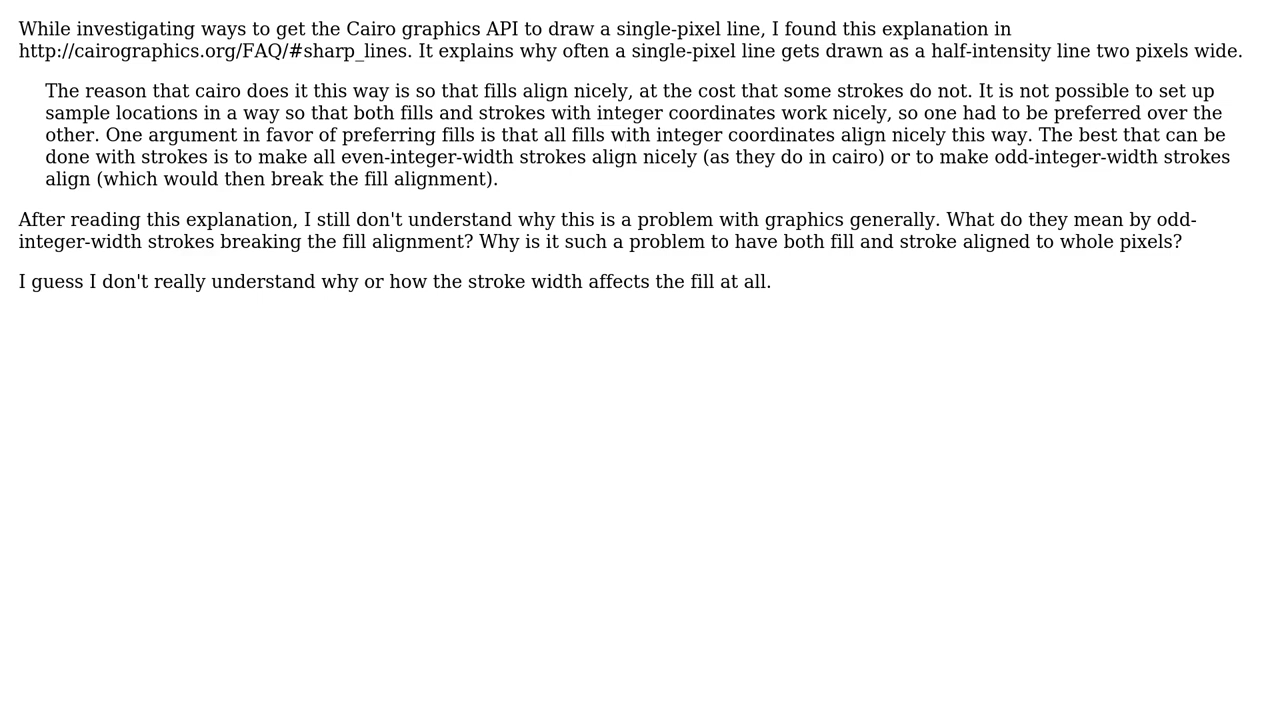 While investigating ways to get the Cairo graphics API to draw a single-pixel line, I found this explanation in
http://cairographics.org/FAQ/#sharp_lines. It explains why often a single-pixel line gets drawn as a half-intensity line two pixels wide.
The reason that cairo does it this way is so that fills align nicely, at the cost that some strokes do not. It is not possible to set up
sample locations in a way so that both fills and strokes with integer coordinates work nicely, so one had to be preferred over the
other. One argument in favor of preferring fills is that all fills with integer coordinates align nicely this way. The best that can be
done with strokes is to make all even-integer-width strokes align nicely (as they do in cairo) or to make odd-integer-width strokes
align (which would then break the fill alignment).
After reading this explanation, I still don't understand why this is a problem with graphics generally. What do they mean by odd-
integer-width strokes breaking the fill alignment? Why is it such a problem to have both fill and stroke aligned to whole pixels?
I guess I don't really understand why or how the stroke width affects the fill at all.